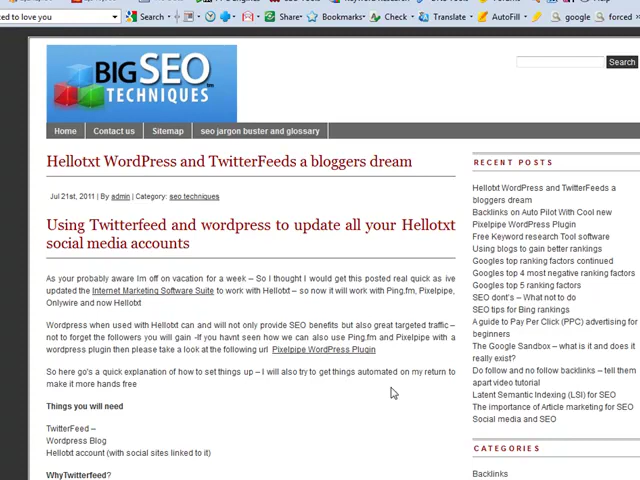 ted to love you
Search
Share
Bookmarks
Check
Translate
AutoFill
google
forced
BIG SEO
TECHNIQUES
Search
Home
Contact us
Sitemap
seo jargon buster and glossary
Hellotxt WordPress and TwitterFeeds a bloggers dream
Jul 21st, 2011 | By admin | Category: seo techniques
Using Twitterfeed and wordpress to update all your Hellotxt
social media accounts
As your probably aware Im off on vacation for a week – So I thought I would get this posted real quick as ive
updated the Internet Marketing Software Suite to work with Hellotxt – so now it will work with Ping.fm, Pixelpipe,
Onlywire and now Hellotxt
Wordpress when used with Hellotxt can and will not only provide SEO benefits but also great targeted traffic –
not to forget the followers you will gain -If you havnt seen how we can also use Ping.fm and Pixelpipe with a
wordpress plugin then please take a look at the following url Pixelpipe WordPress Plugin
So here go's a quick explanation of how to set things up – I will also try to get things automated on my return to
make it more hands free
Things you will need
TwitterFeed –
Wordpress Blog
Hellotxt account (with social sites linked to it)
WhyTwitterfeed?
RECENT POSTS
Hellotxt WordPress and TwitterFeeds a
bloggers dream
Backlinks on Auto Pilot With Cool new
Pixelpipe WordPress Plugin
Free Keyword research Tool software
Using blogs to gain better rankings
Googles top ranking factors continued
Googles top 4 most negative ranking factors
Googles top 5 ranking factors
SEO dont's – What not to do
SEO tips for Bing rankings
A guide to Pay Per Click (PPC) advertising for
beginners
The Google Sandbox – what is it and does it
really exist?
Do follow and no follow backlinks – tell them
apart video tutorial
Latent Semantic Indexing (LSI) for SEO
The importance of Article marketing for SEO
Social media and SEO
CATEGORIES
Backlinks